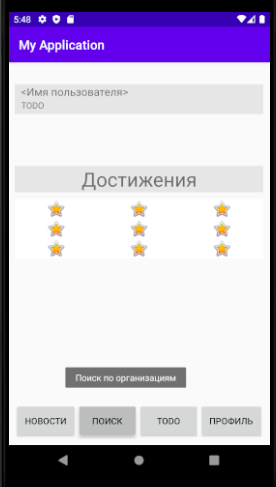 5:48
My Application
<Имя пользователя>
TODO
Достижения
Поиск по организациям
НОВОСТИ ПОИСК TODO ПРОФИЛЬ